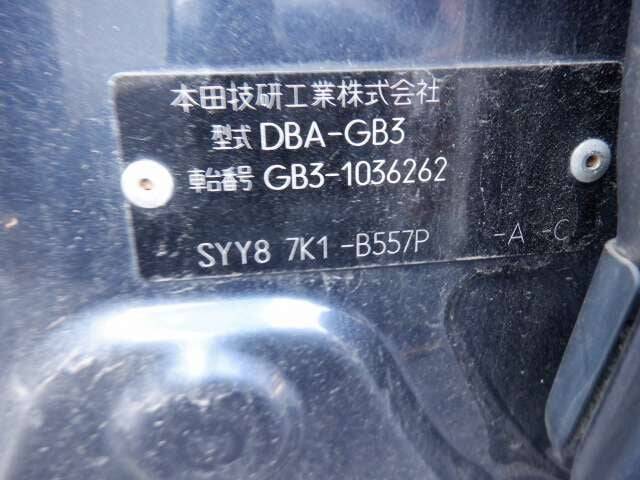 本田技研工業株式会社
型式 DBA-GB3
車台番号 GB3-1036262
SYY8 7K1 -B557P -A -C